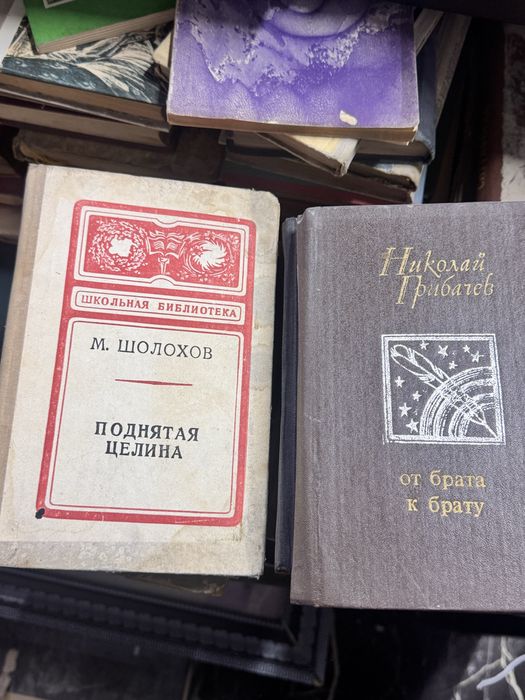 ШКОЛЬНАЯ БИБЛИОТЕКА
М. ШОЛОХОВ
ПОДНЯТАЯ
ЦЕЛИНА
Николай
Грибачев
от брата
к брату